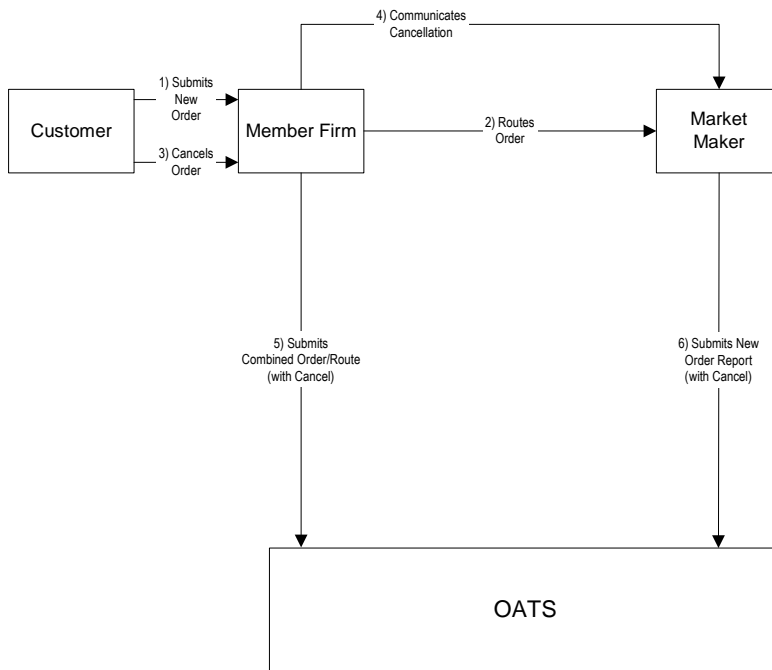 4) Communicates
Cancellation
1) Submits
New
Order
Customer
3) Cancels
Order
Member Firm
2) Routes
Order
Market
Maker
5) Submits
Combined Order/Route
(with Cancel)
6) Submits New
Order Report
(with Cancel)
OATS